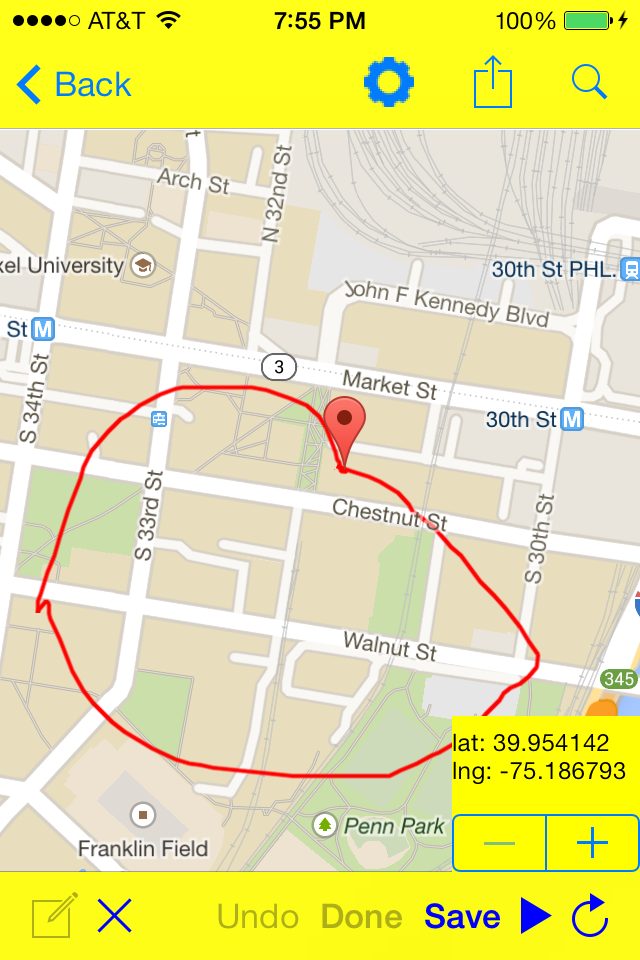 AT&T 7:55 PM 100%
Back
Arch St
N 32nd St
xel University
30th St PHL.
John F Kennedy Blvd
St M
3
Market St
S 34th St
30th St M
Chestnut St
S 33rd St
S 30th St
Walnut St
345
lat: 39.954142
lng: -75.186793
Penn Park
Franklin Field
Undo Done Save